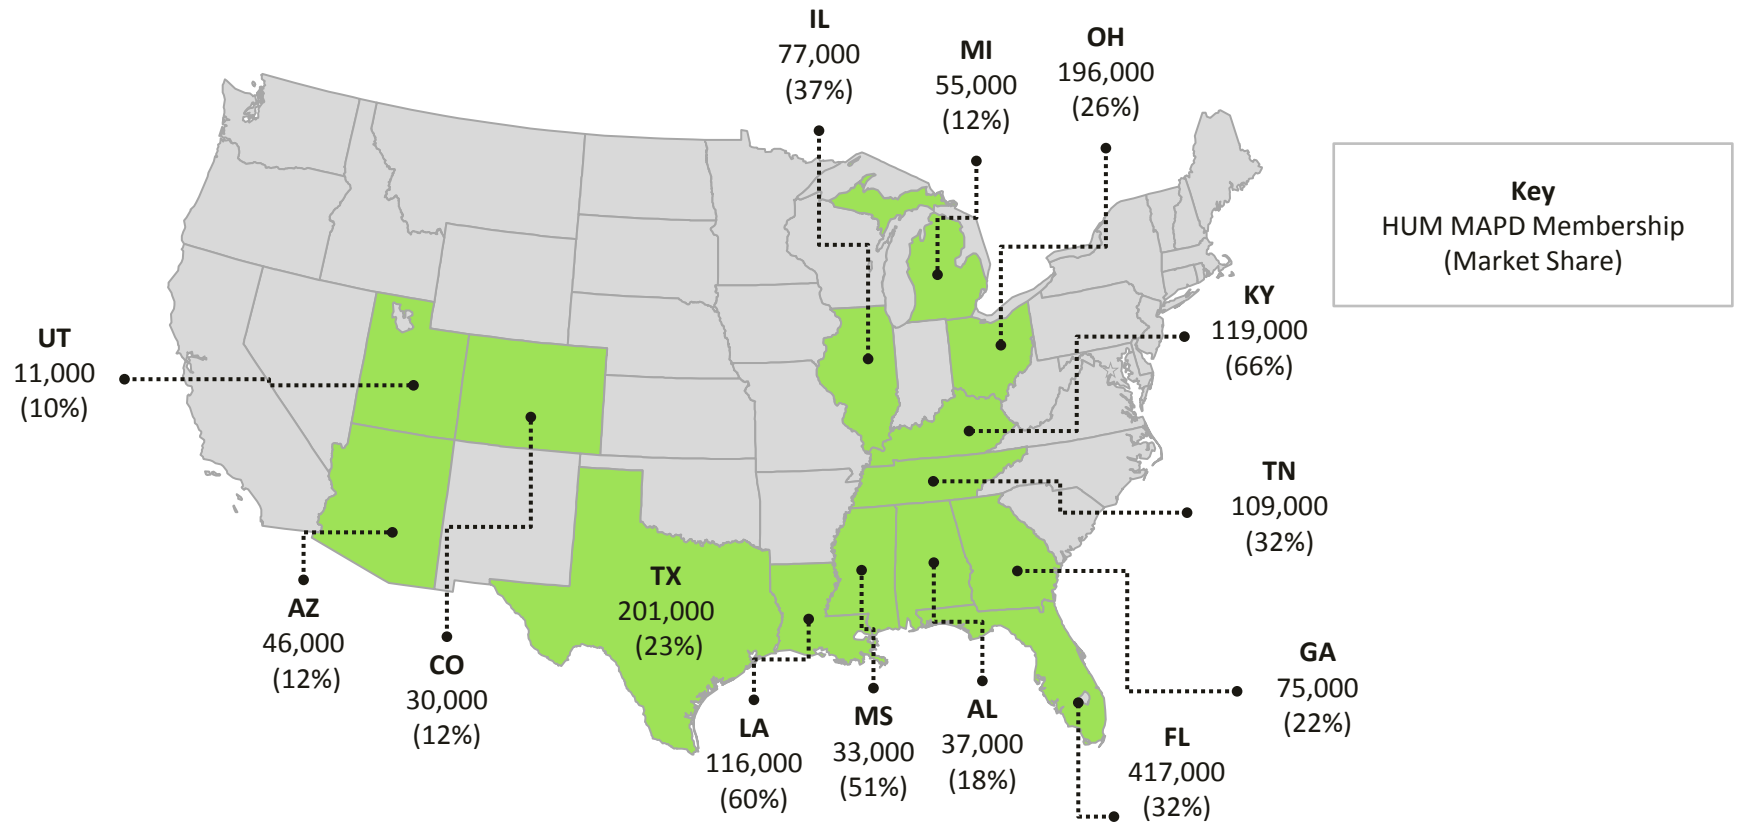 IL
77,000
(37%)
MI
55,000
(12%)
OH
196,000
(26%)
Key
HUM MAPD Membership
(Market Share)
KY
119,000
(66%)
UT
11,000
(10%)
TN
109,000
(32%)
TX
201,000
(23%)
AZ
46,000
(12%)
CO
30,000
(12%)
LA
116,000
(60%)
MS
33,000
(51%)
AL
37,000
(18%)
GA
75,000
(22%)
FL
417,000
(32%)